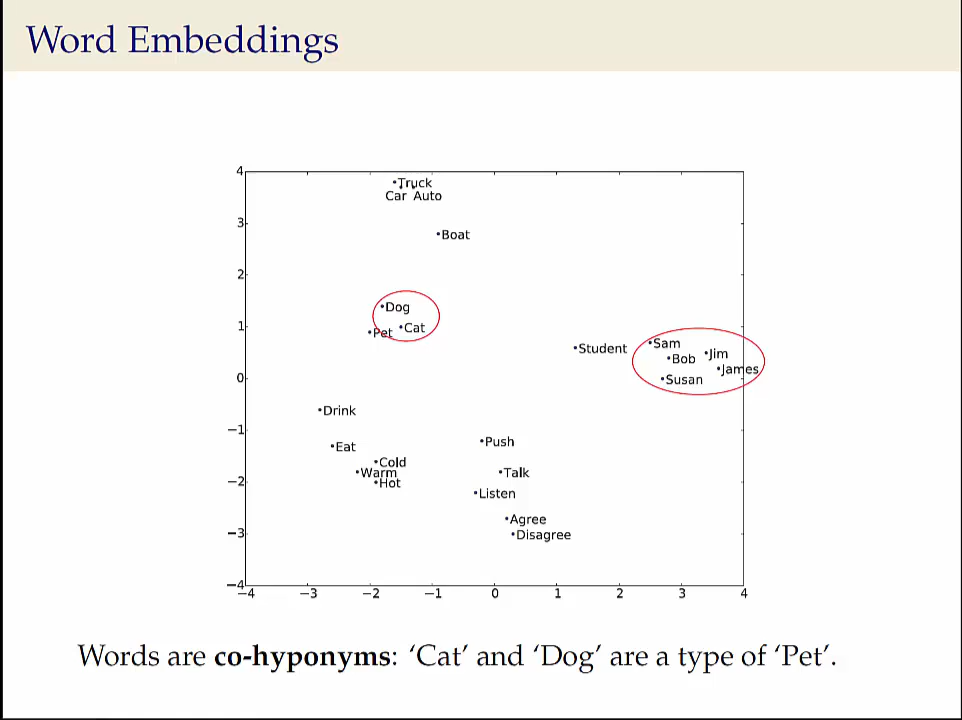 Word Embeddings
4
Truck
Car Auto
3
Boat
2
Dog
1
Cat
Pet
Student
Sam
Jim
Bob
James
0
Susan
Drink
−1
Push
Eat
Cold
Warm
Talk
−2
Hot
Listen
Agree
−3
Disagree
−4
−4 −3 −2 −1 0 1 2 3 4
Words are co-hyponyms: ‘Cat’ and ‘Dog’ are a type of ‘Pet’.